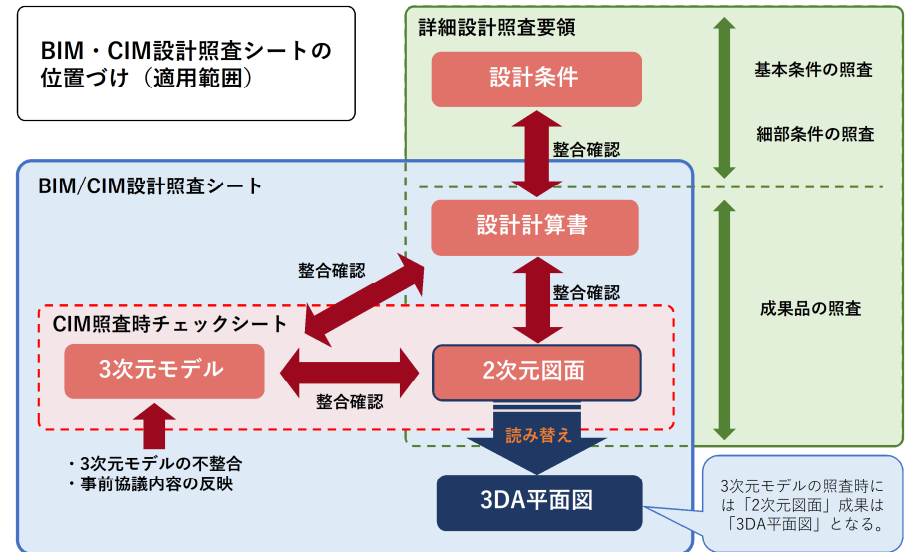 BIM・CIM設計照査シートの
位置づけ（適用範囲）
詳細設計照査要領
設計条件
基本条件の照査
細部条件の照査
整合確認
BIM/CIM設計照査シート
設計計算書
整合確認
整合確認
成果品の照査
CIM照査時チェックシート
3次元モデル
2次元図面
整合確認
読み替え
・3次元モデルの不整合
・事前協議内容の反映
3DA平面図
3次元モデルの照査時に
は「2次元図面」成果は
「3DA平面図」となる。